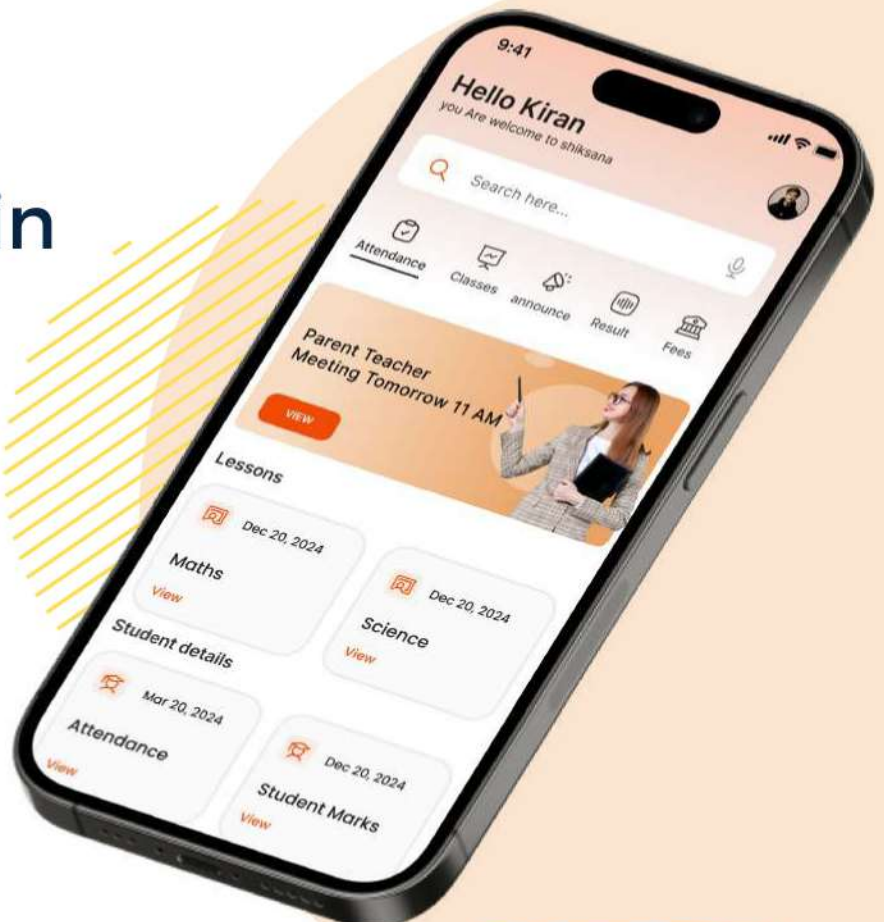 in
9:41
Hello Kiran
you Are welcome to shiksana
Search here...
Attendance
Classes
announce
Result
Fees
Parent Teacher
Meeting Tomorrow 11 AM
VIEW
Lessons
Dec 20, 2024
Maths
View
Dec 20, 2024
Science
View
Student details
Mar 20, 2024
Attendance
View
Dec 20, 2024
Student Marks
View